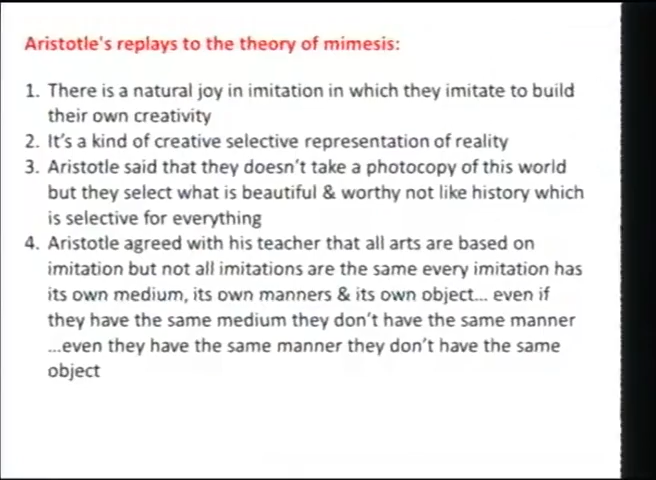 Aristotle's replays to the theory of mimesis:
1. There is a natural joy in imitation in which they imitate to build
their own creativity
2. It's a kind of creative selective representation of reality
3. Aristotle said that they doesn't take a photocopy of this world
but they select what is beautiful & worthy not like history which
is selective for everything
4. Aristotle agreed with his teacher that all arts are based on
imitation but not all imitations are the same every imitation has
its own medium, its own manners & its own object... even if
they have the same medium they don't have the same manner
...even they have the same manner they don't have the same
object